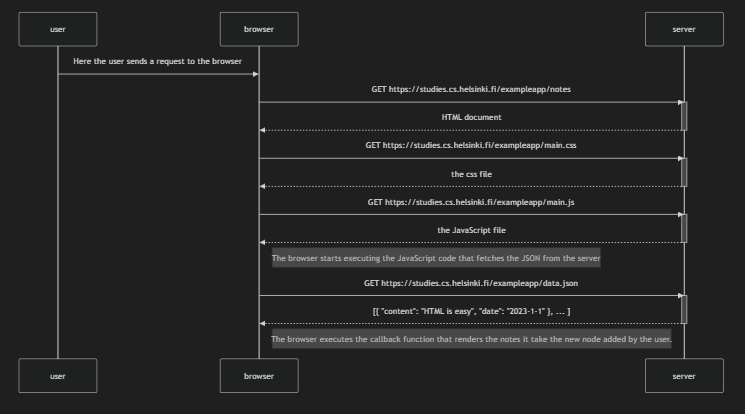 user browser server
Here the user sends a request to the browser
GET https://studies.cs.helsinki.fi/exampleapp/notes
HTML document
GET https://studies.cs.helsinki.fi/exampleapp/main.css
the css file
GET https://studies.cs.helsinki.fi/exampleapp/main.js
the JavaScript file
The browser starts executing the JavaScript code that fetches the JSON from the server
GET https://studies.cs.helsinki.fi/exampleapp/data.json
[{ "content": "HTML is easy", "date": "2023-1-1" }, ... ]
The browser executes the callback function that renders the notes it take the new node added by the user.
user browser server